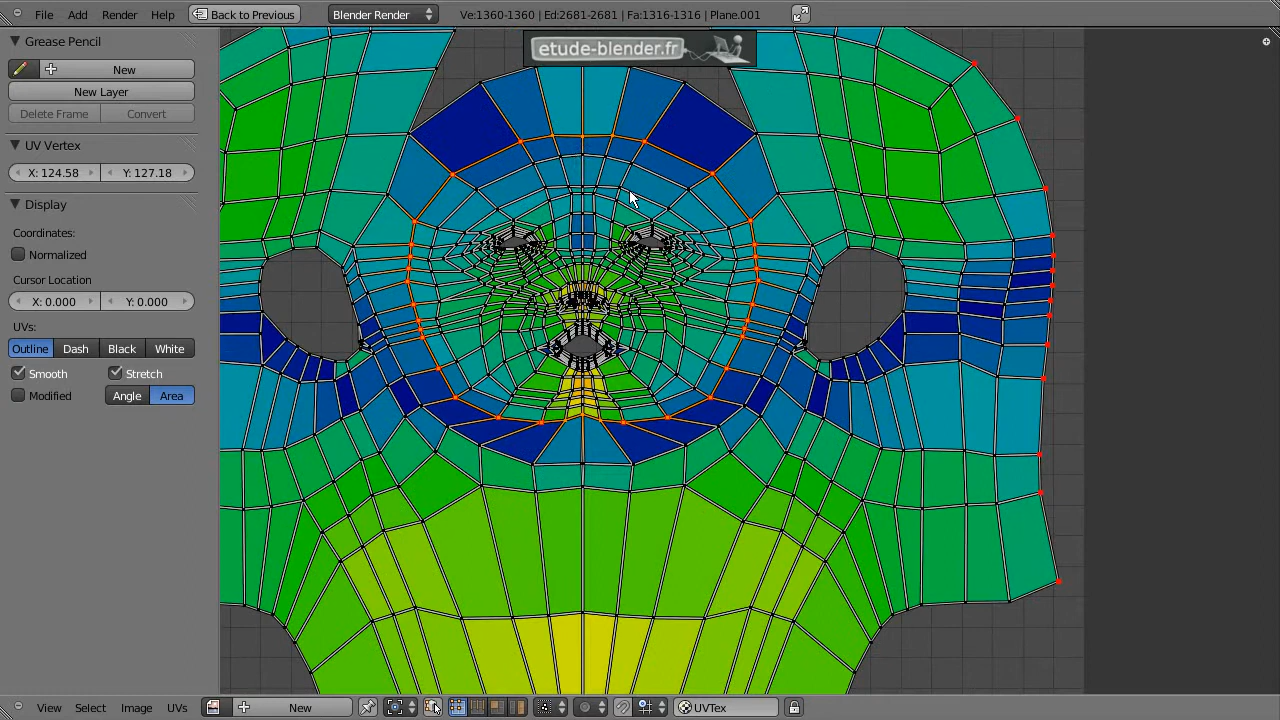 File Add Render Help Back to Previous Blender Render Ve:1360-1360 | Ed:2681-2681 | Fa:1316-1316 | Plane.001
etude-blender.fr
Grease Pencil
New
New Layer
Delete Frame Convert
UV Vertex
X: 124.58 Y: 127.18
Display
Coordinates:
Normalized
Cursor Location
X: 0.000 Y: 0.000
UVs:
Outline Dash Black White
Smooth Stretch
Modified Angle Area
View Select Image UVs New UVTex